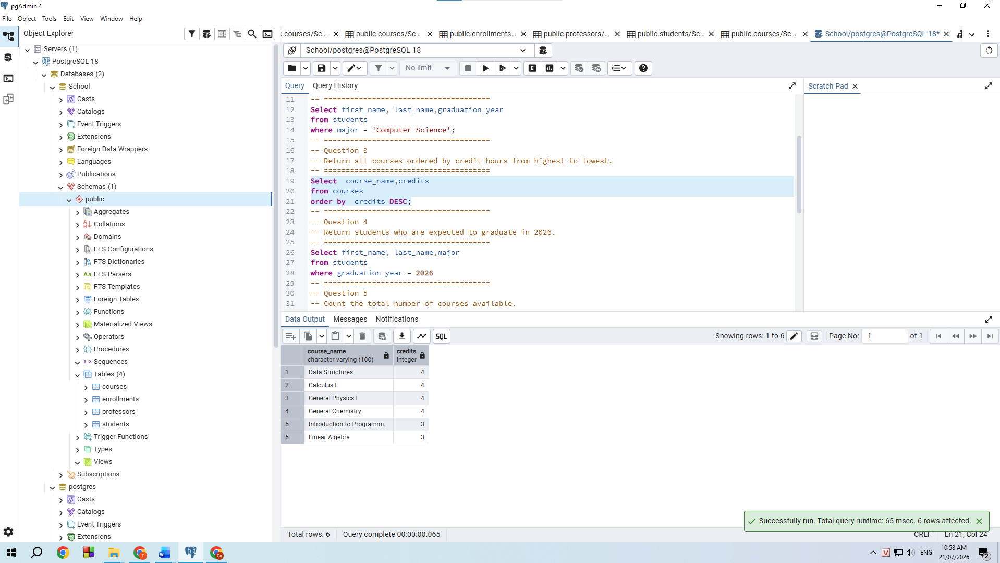 pgAdmin 4
File Object Tools Edit View Window Help
Object Explorer
Servers (1)
PostgreSQL 18
Databases (2)
School
Casts
Catalogs
Event Triggers
Extensions
Foreign Data Wrappers
Languages
Publications
Schemas (1)
public
Aggregates
Collations
Domains
FTS Configurations
FTS Dictionaries
Aa FTS Parsers
FTS Templates
Foreign Tables
Functions
Materialized Views
Operators
Procedures
1..3 Sequences
Tables (4)
courses
enrollments
professors
students
Trigger Functions
Types
Views
Subscriptions
postgres
Casts
Catalogs
Event Triggers
Extensions
c.courses/Sc... public.courses/Sc... public.enrollments... public.professors/... public.students/Sc... public.courses/Sc... School/postgres@PostgreSQL 18*
School/postgres@PostgreSQL 18
No limit E
Query Query History
Scratch Pad
11 -- ======================================
12 Select first_name, last_name,graduation_year
13 from students
14 where major = 'Computer Science';
15 -- ======================================
16 -- Question 3
17 -- Return all courses ordered by credit hours from highest to lowest.
18 -- ======================================
19 Select  course_name,credits
20 from courses
21 order by  credits DESC;
22 -- ======================================
23 -- Question 4
24 -- Return students who are expected to graduate in 2026.
25 -- ======================================
26 Select first_name, last_name,major
27 from students
28 where graduation_year = 2026
29 -- ======================================
30 -- Question 5
31 -- Count the total number of courses available.
Data Output Messages Notifications
SQL Showing rows: 1 to 6 Page No: 1 of 1
course_name credits
character varying (100) integer
1 Data Structures 4
2 Calculus I 4
3 General Physics I 4
4 General Chemistry 4
5 Introduction to Programmi... 3
6 Linear Algebra 3
Successfully run. Total query runtime: 65 msec. 6 rows affected.
Total rows: 6 Query complete 00:00:00.065 CRLF Ln 21, Col 24
T W Ca V ENG 10:58 AM
21/07/2026 2